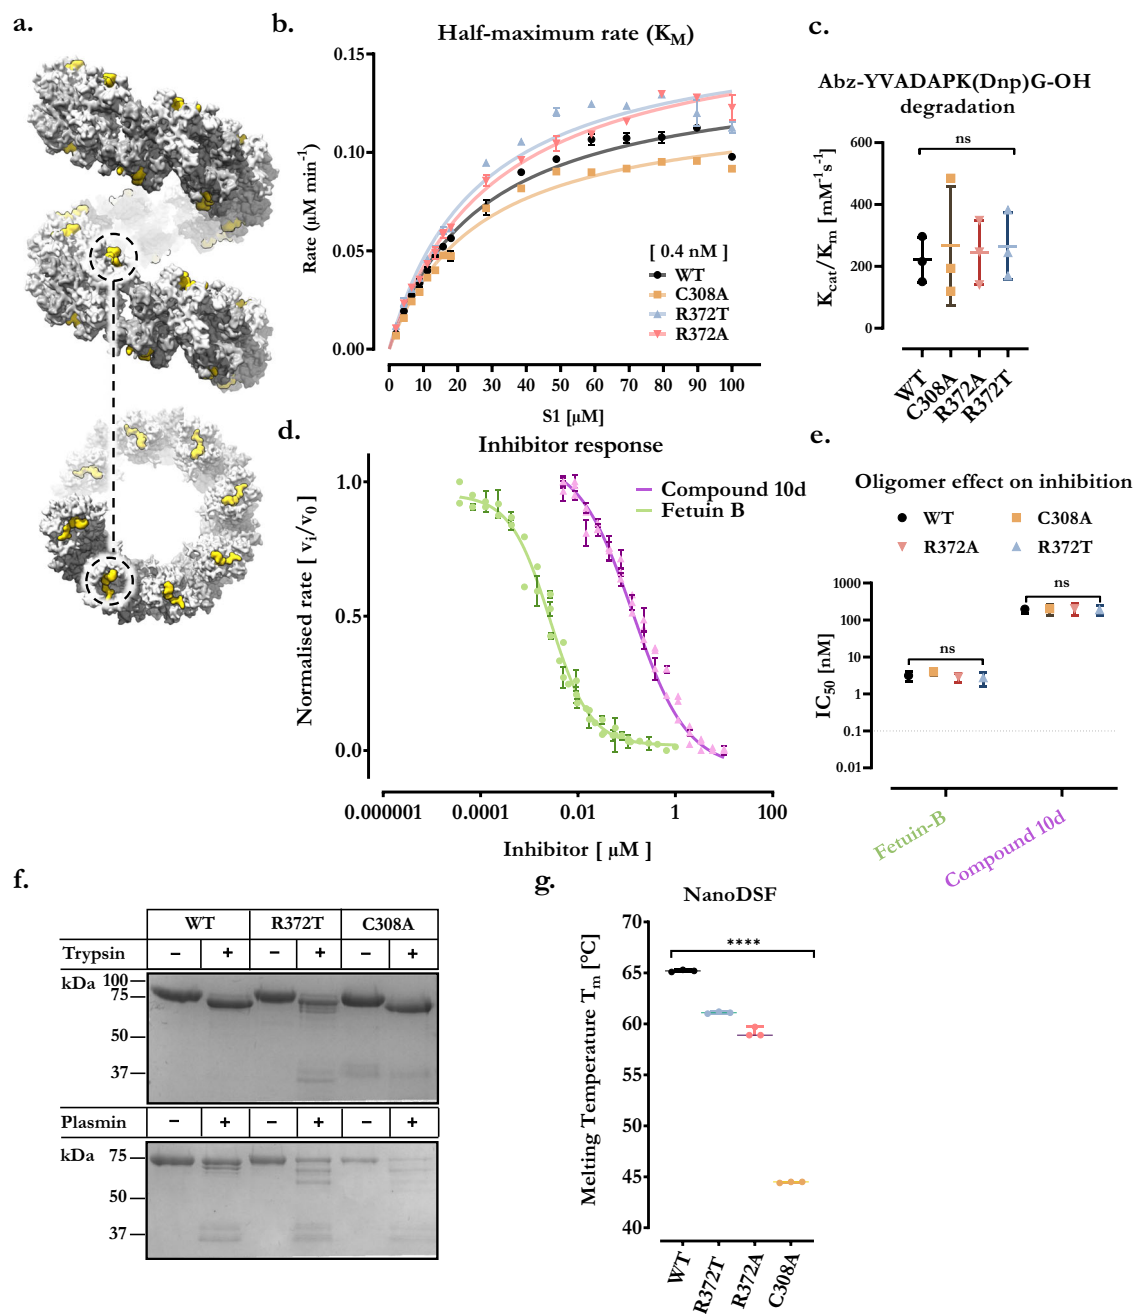 a.
b.
Half-maximum rate (KM)
Rate (µM min⁻¹)
0.15
0.10
0.05
0.00
[ 0.4 nM ]
WT
C308A
R372T
R372A
0 10 20 30 40 50 60 70 80 90 100
S1 [µM]
c.
Abz-YVADAPK(Dnp)G-OH
degradation
Kcat/Km [mM⁻¹s⁻¹]
600
400
200
0
ns
WT
C308A
R372A
R372T
d.
Inhibitor response
Normalised rate [ vi/v0 ]
1.0
0.5
0.0
Compound 10d
Fetuin B
0.000001 0.0001 0.01 1 100
Inhibitor [ µM ]
e.
Oligomer effect on inhibition
WT C308A
R372A R372T
IC50 [nM]
1000
100
10
1
0.1
0.01
ns
ns
Fetuin-B
Compound 10d
f.
WT R372T C308A
Trypsin − + − + − +
kDa
100
75
50
37
Plasmin − + − + − +
kDa
75
50
37
g.
NanoDSF
Melting Temperature Tm [°C]
70
65
60
55
50
45
40
****
WT
R372T
R372A
C308A